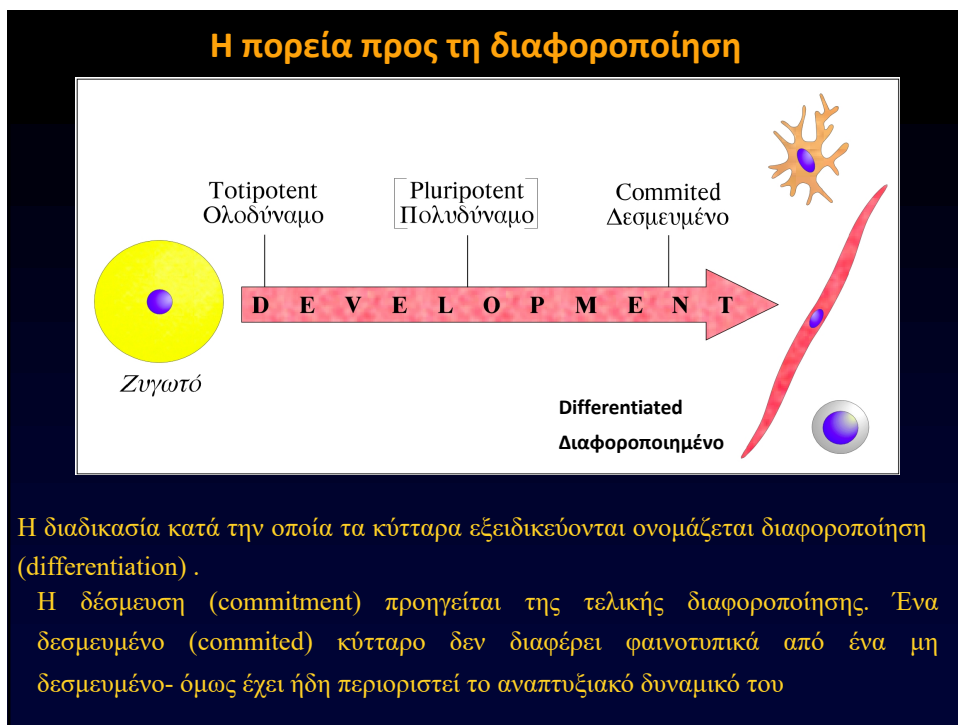 Η πορεία προς τη διαφοροποίηση
Totipotent
Ολοδύναμο
Pluripotent
Πολυδύναμο
Commited
Δεσμευμένο
D E V E L O P M E N T
Ζυγωτό
Differentiated
Διαφοροποιημένο
Η διαδικασία κατά την οποία τα κύτταρα εξειδικεύονται ονομάζεται διαφοροποίηση
(differentiation) .
Η δέσμευση (commitment) προηγείται της τελικής διαφοροποίησης. Ένα
δεσμευμένο (commited) κύτταρο δεν διαφέρει φαινοτυπικά από ένα μη
δεσμευμένο- όμως έχει ήδη περιοριστεί το αναπτυξιακό δυναμικό του